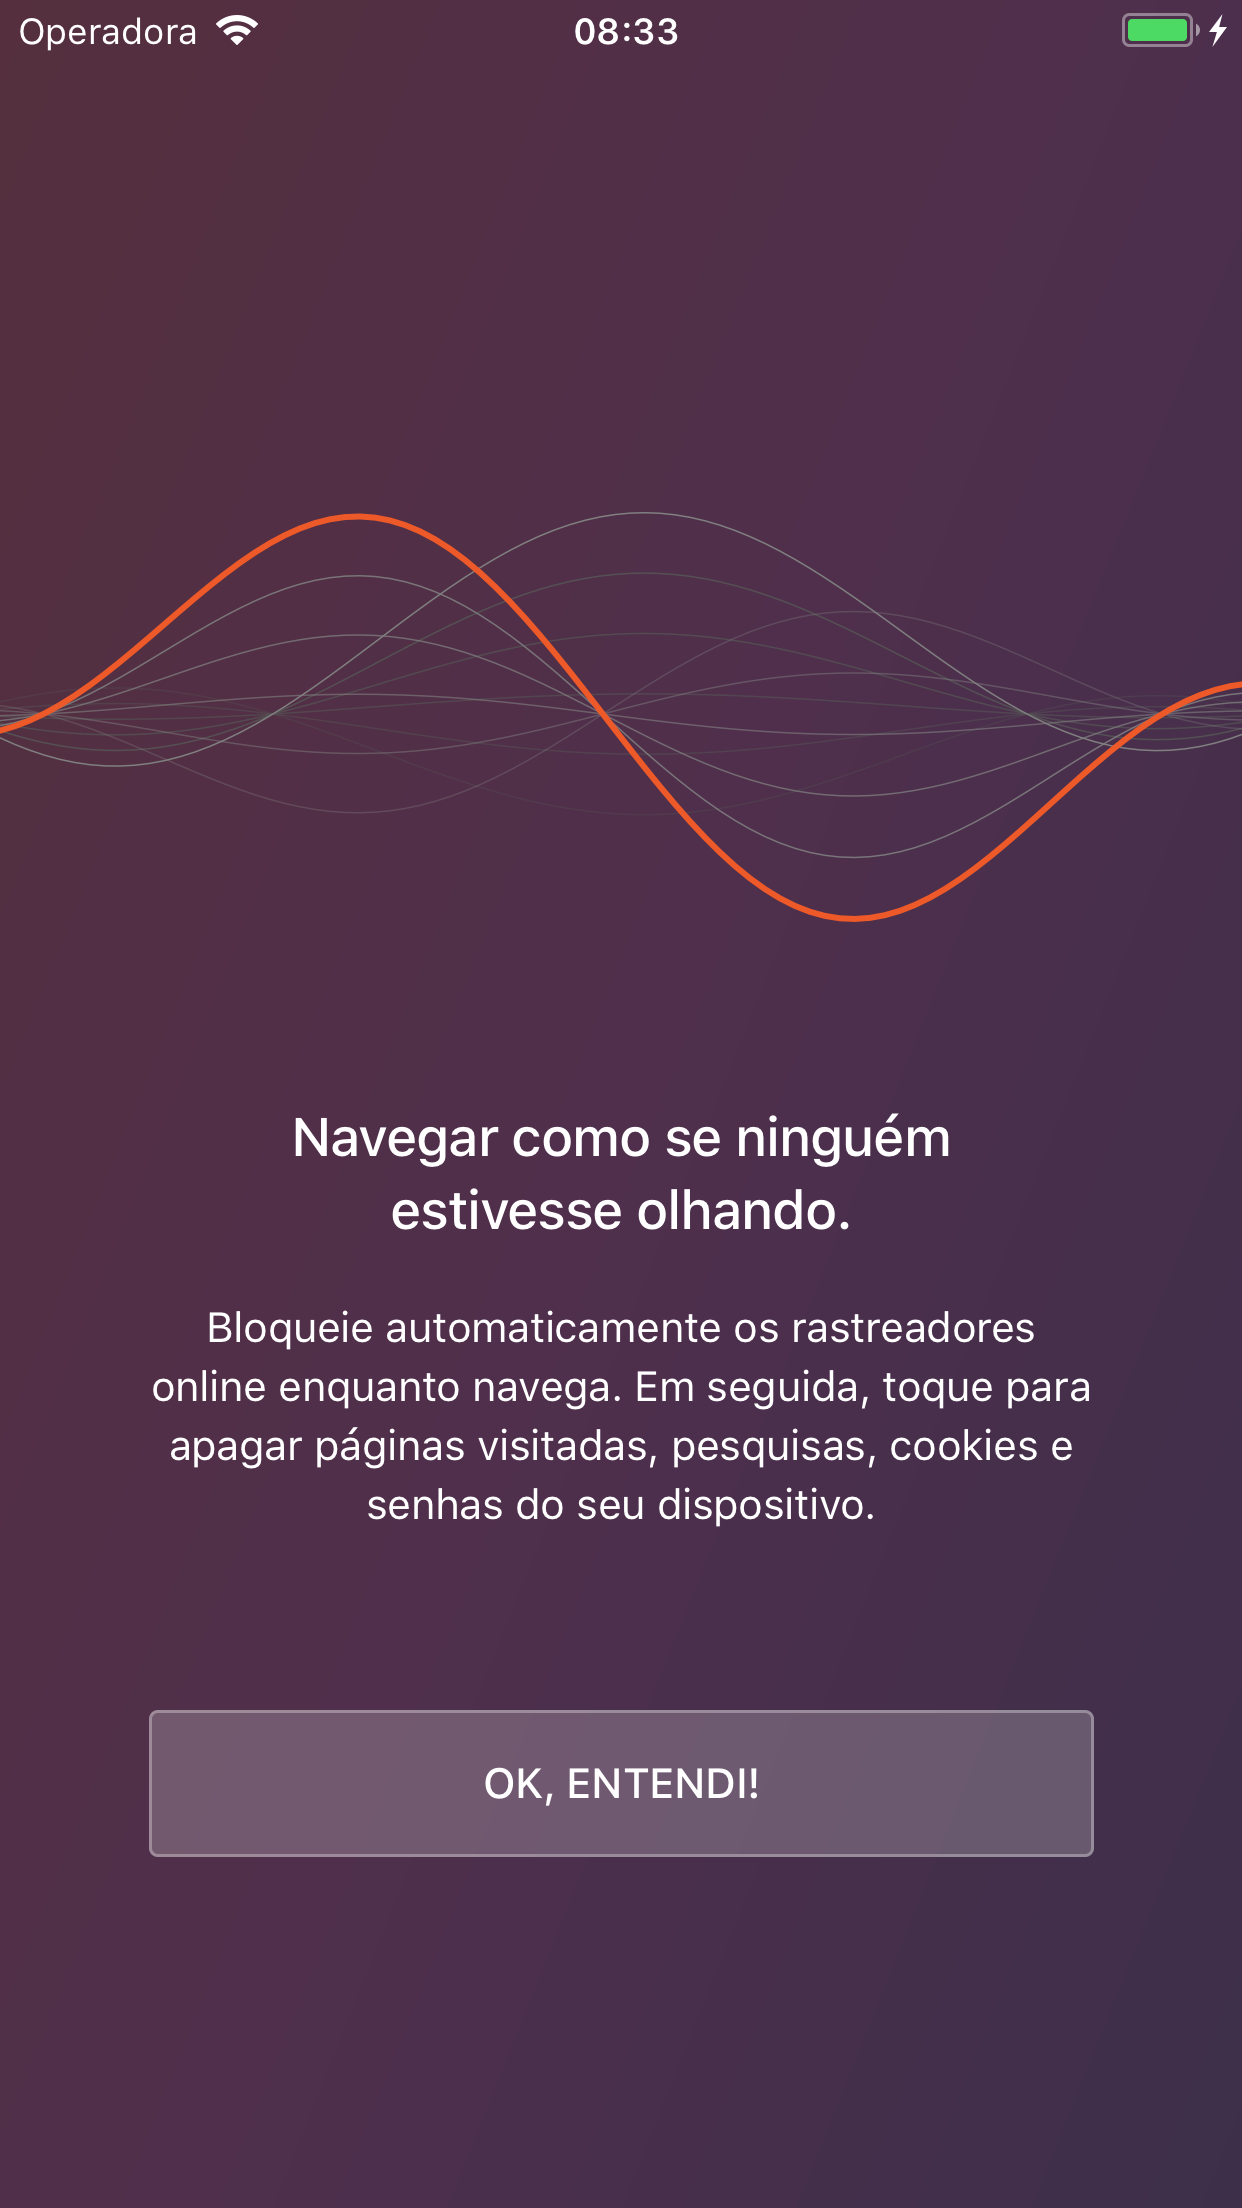 Operadora
08:33
Navegar como se ninguém
estivesse olhando.
Bloqueie automaticamente os rastreadores
online enquanto navega. Em seguida, toque para
apagar páginas visitadas, pesquisas, cookies e
senhas do seu dispositivo.
OK, ENTENDI!